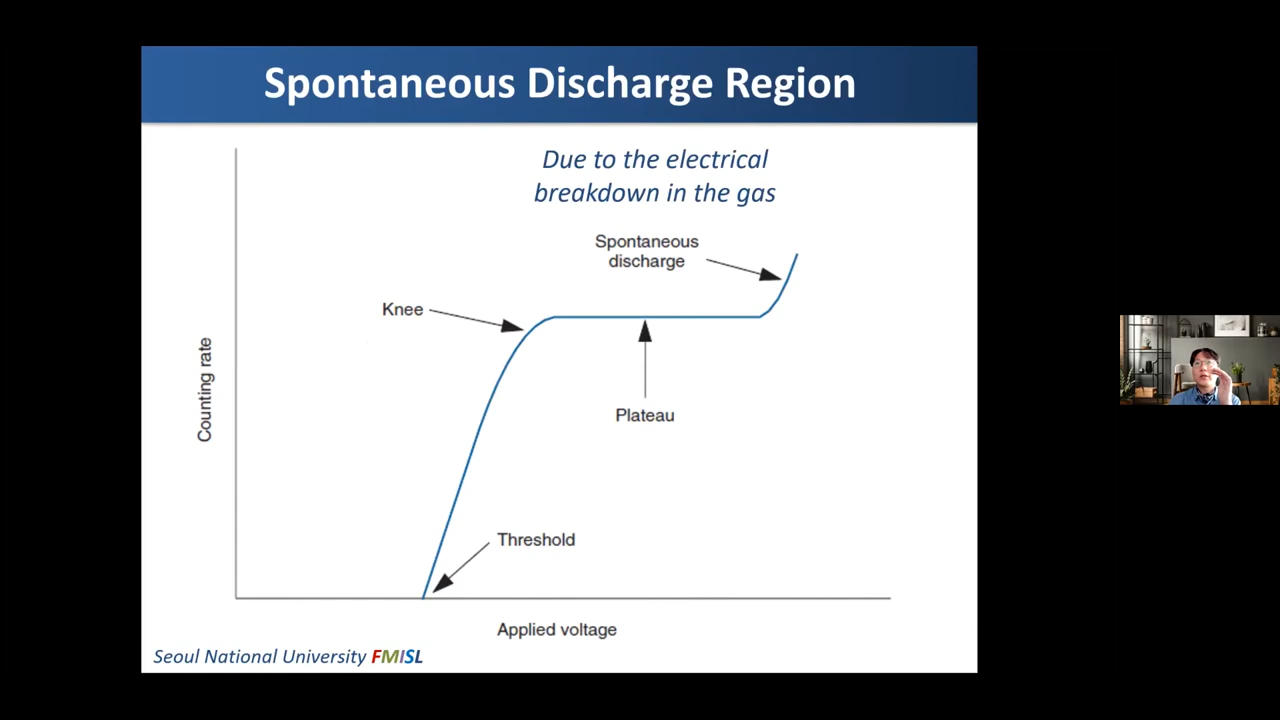 Spontaneous Discharge Region
Due to the electrical
breakdown in the gas
Spontaneous
discharge
Knee
Plateau
Counting rate
Threshold
Applied voltage
Seoul National University FMISL